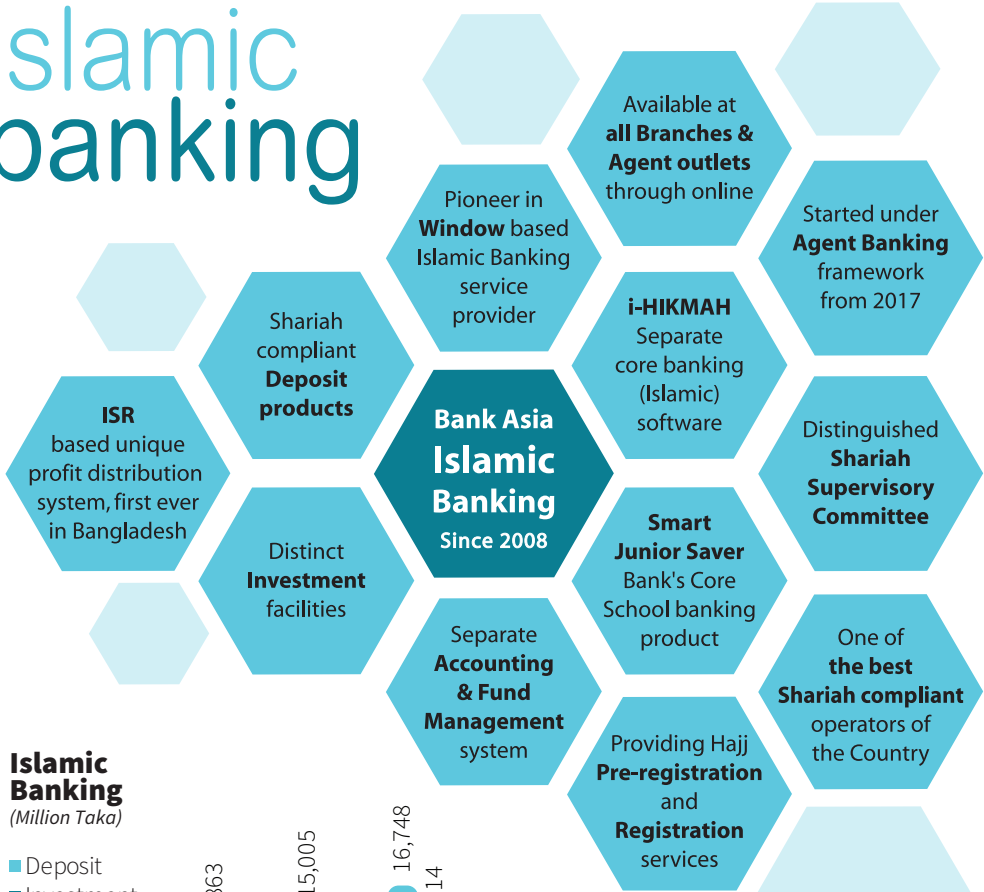 slamic
banking
Available at
all Branches &
Agent outlets
through online
Pioneer in
Window based
Islamic Banking
service
provider
Started under
Agent Banking
framework
from 2017
Shariah
compliant
Deposit
products
i-HIKMAH
Separate
core banking
(Islamic)
software
ISR
based unique
profit distribution
system, first ever
in Bangladesh
Bank Asia
Islamic
Banking
Since 2008
Distinguished
Shariah
Supervisory
Committee
Distinct
Investment
facilities
Smart
Junior Saver
Bank's Core
School banking
product
Separate
Accounting
& Fund
Management
system
One of
the best
Shariah compliant
operators of
the Country
Providing Hajj
Pre-registration
and
Registration
services
Islamic
Banking
(Million Taka)
Deposit
15,005
16,748